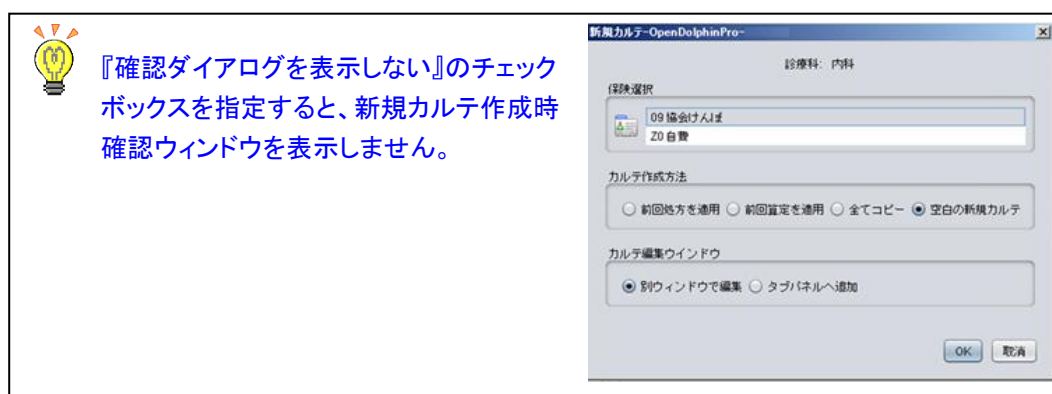 『確認ダイアログを表示しない』のチェック
ボックスを指定すると、新規カルテ作成時
確認ウィンドウを表示しません。
新規カルテ-OpenDolphinPro-
診療科: 内科
保険選択
09 協会けんぽ
Z0 自費
カルテ作成方法
前回処方を適用 前回算定を適用 全てコピー 空白の新規カルテ
カルテ編集ウインドウ
別ウィンドウで編集 タブパネルへ追加
OK 取消